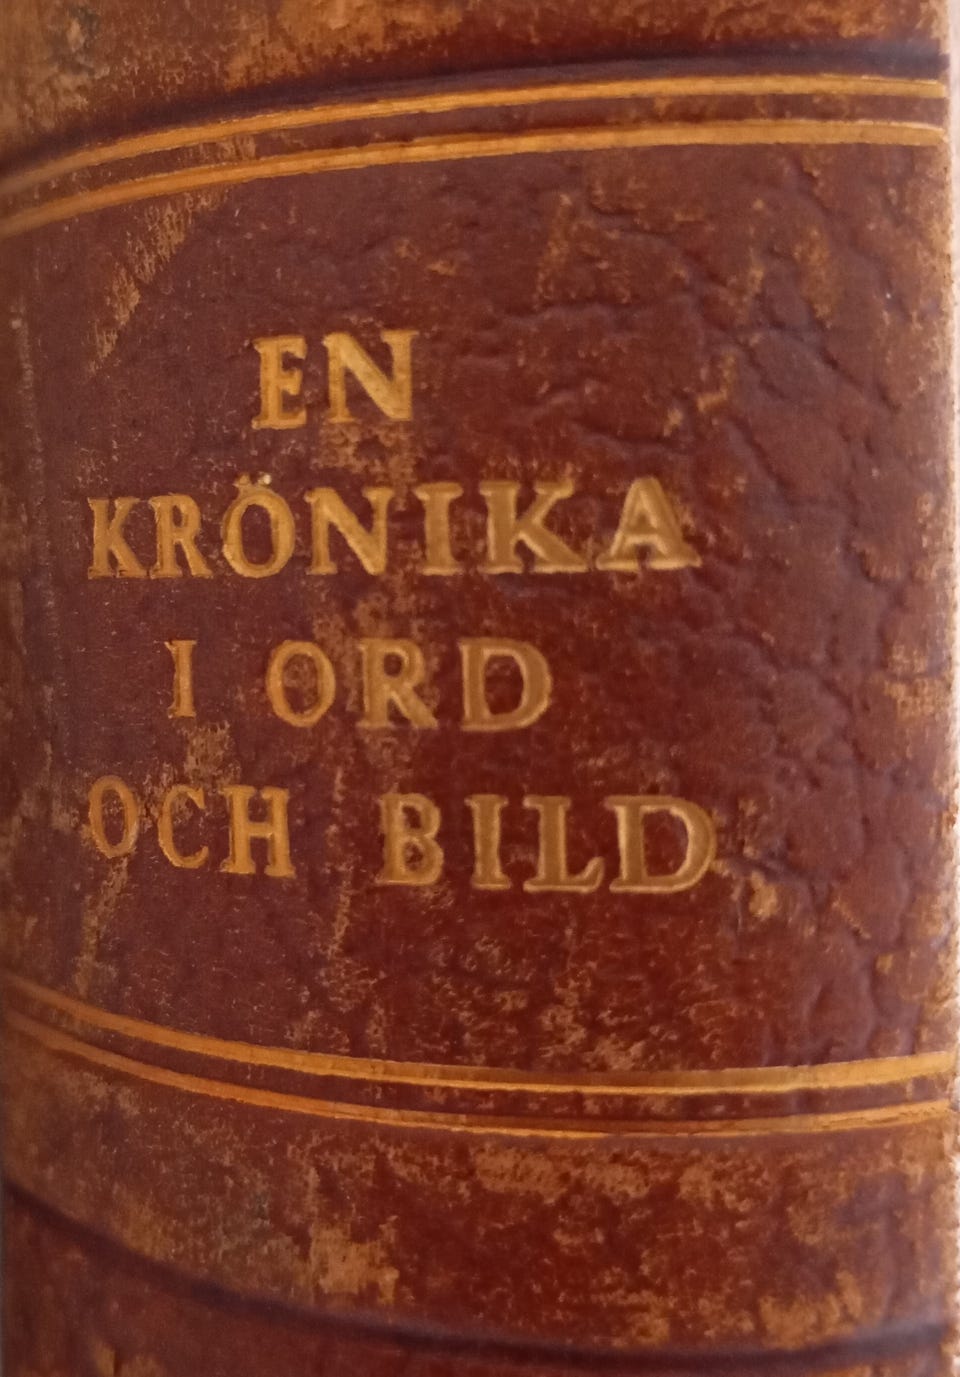 EN
KRÖNIKA
I ORD
OCH BILD